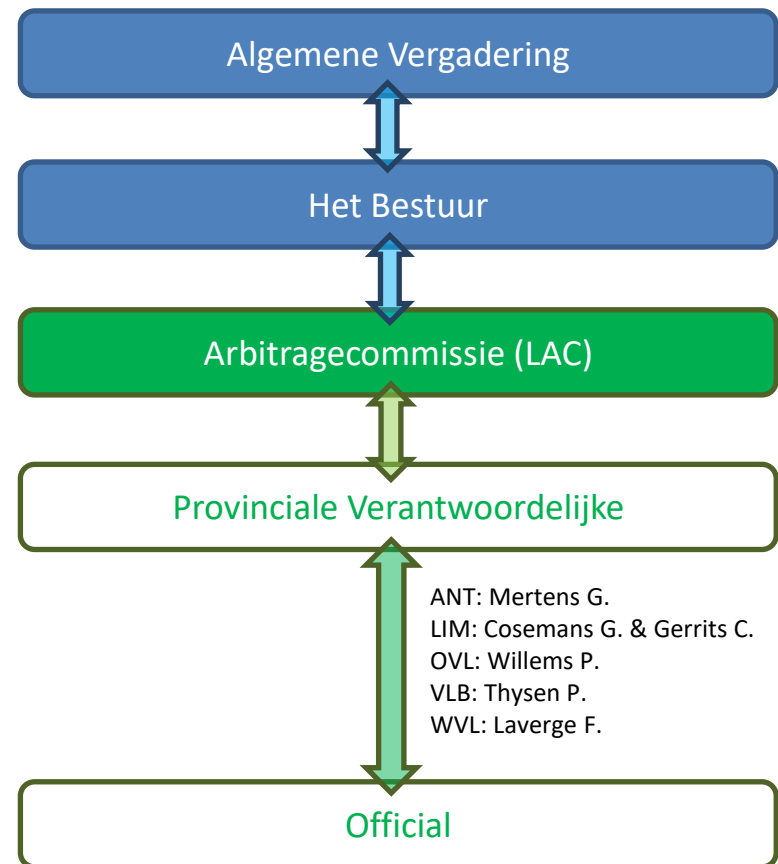 Algemene Vergadering
Het Bestuur
Arbitragecommissie (LAC)
Provinciale Verantwoordelijke
ANT: Mertens G.
LIM: Cosemans G. & Gerrits C.
OVL: Willems P.
VLB: Thysen P.
WVL: Laverge F.
Official